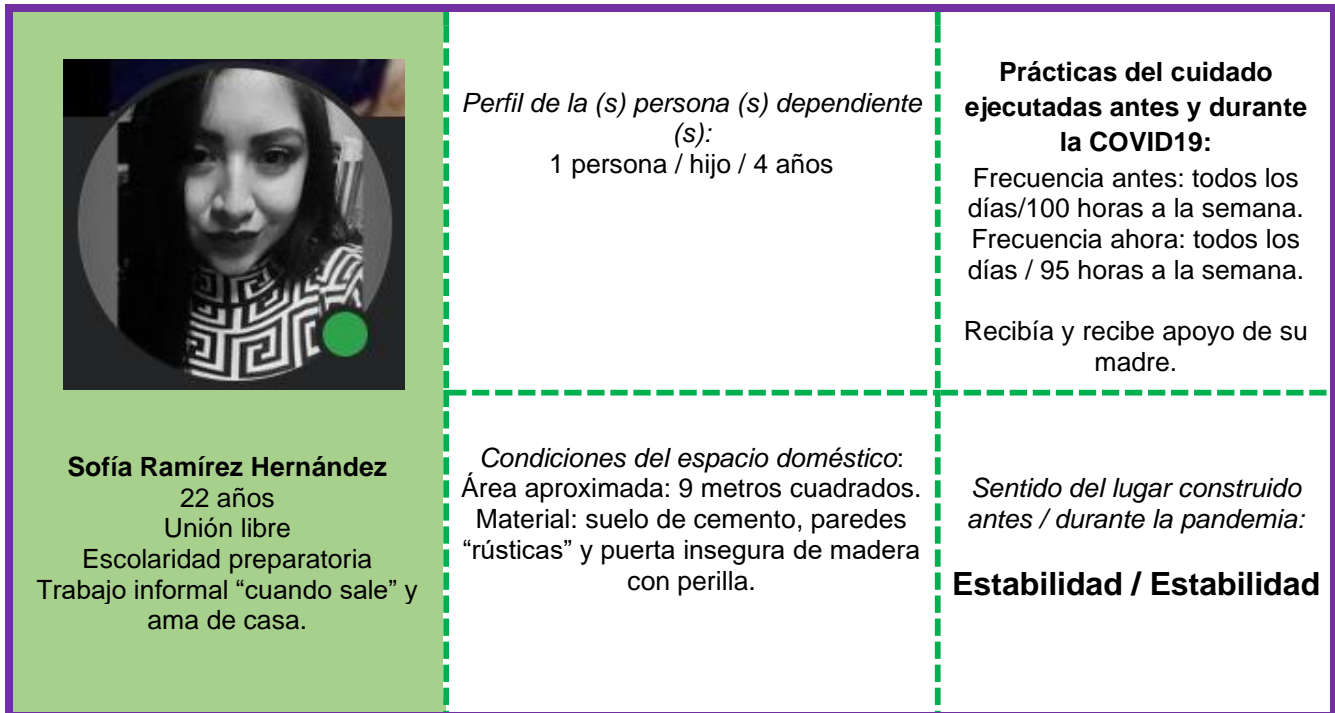 Sofía Ramírez Hernández
22 años
Unión libre
Escolaridad preparatoria
Trabajo informal “cuando sale” y
ama de casa.
Perfil de la (s) persona (s) dependiente
(s):
1 persona / hijo / 4 años
Prácticas del cuidado
ejecutadas antes y durante
la COVID19:
Frecuencia antes: todos los
días/100 horas a la semana.
Frecuencia ahora: todos los
días / 95 horas a la semana.
Recibía y recibe apoyo de su
madre.
Condiciones del espacio doméstico:
Área aproximada: 9 metros cuadrados.
Material: suelo de cemento, paredes
“rústicas” y puerta insegura de madera
con perilla.
Sentido del lugar construido
antes / durante la pandemia:
Estabilidad / Estabilidad